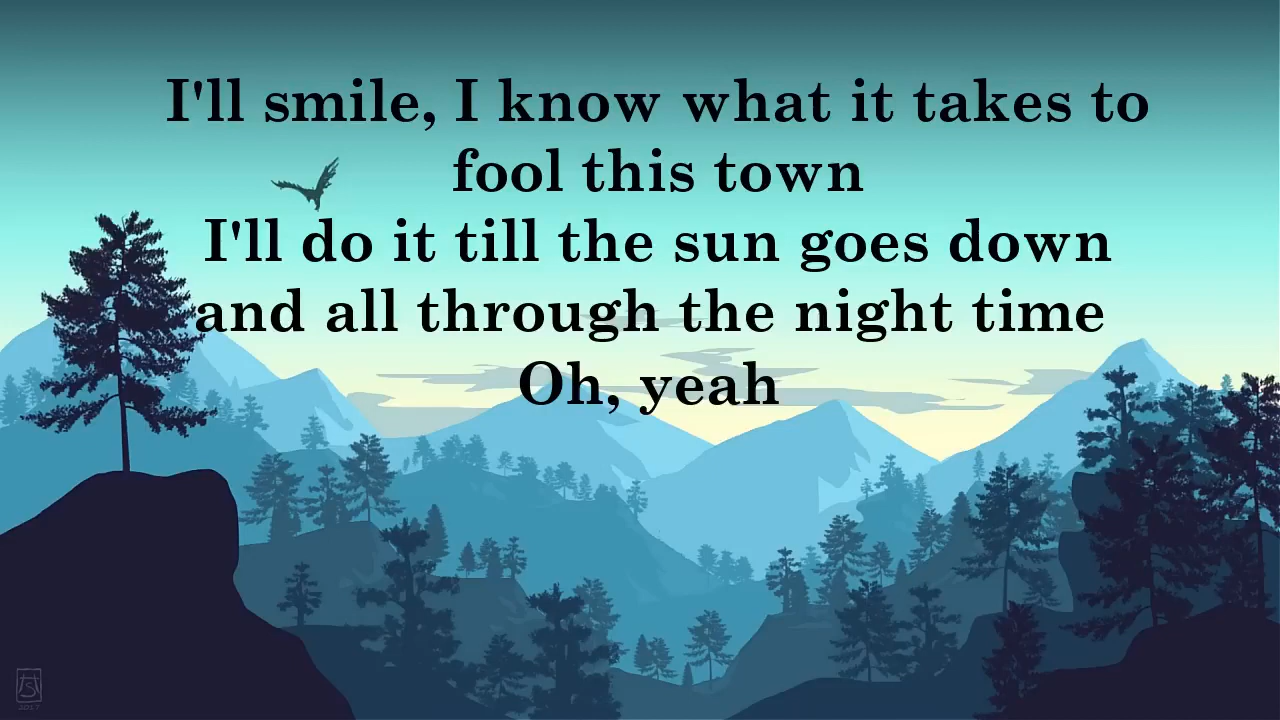 I'll smile, I know what it takes to
fool this town
I'll do it till the sun goes down
and all through the night time
Oh, yeah
2017